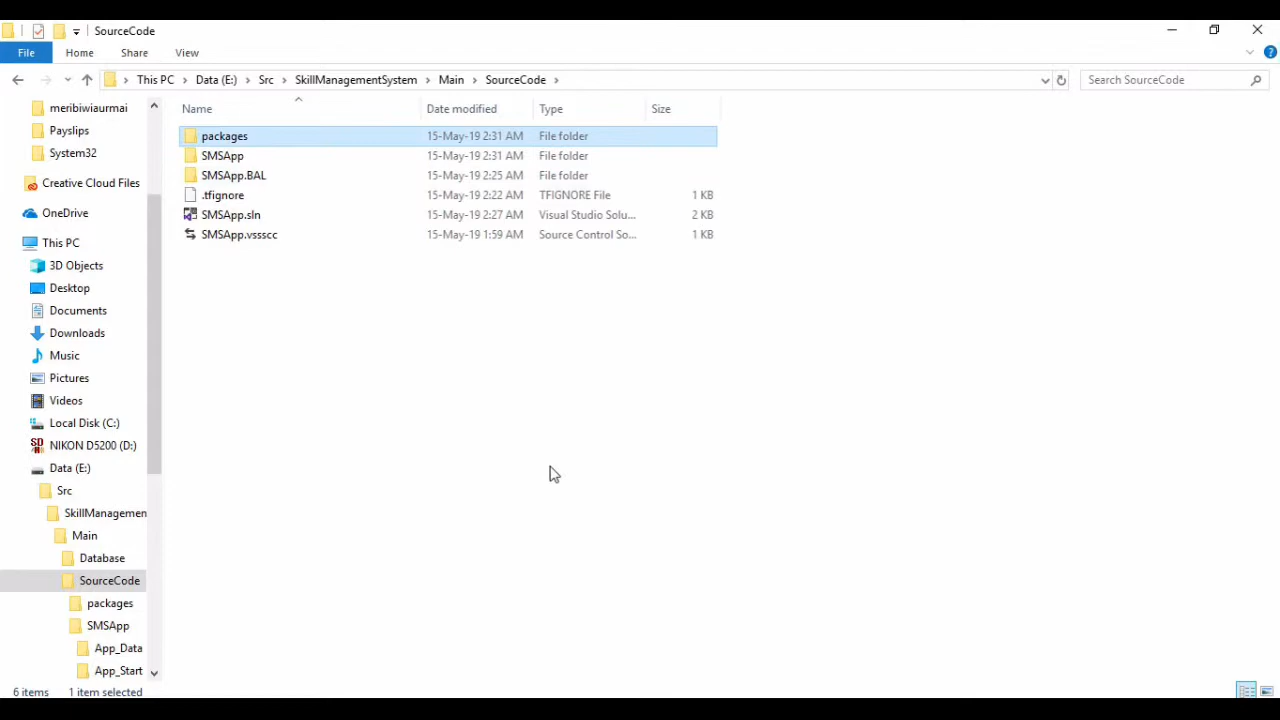 SourceCode
File Home Share View
This PC Data (E:) Src SkillManagementSystem Main SourceCode Search SourceCode
Name Date modified Type Size
packages 15-May-19 2:31 AM File folder
SMSApp 15-May-19 2:31 AM File folder
SMSApp.BAL 15-May-19 2:25 AM File folder
.tfignore 15-May-19 2:22 AM TFIGNORE File 1 KB
SMSApp.sln 15-May-19 2:27 AM Visual Studio Solu... 2 KB
SMSApp.vssscc 15-May-19 1:59 AM Source Control So... 1 KB
meribiwiaurmai
Payslips
System32
Creative Cloud Files
OneDrive
This PC
3D Objects
Desktop
Documents
Downloads
Music
Pictures
Videos
Local Disk (C:)
NIKON D5200 (D:)
Data (E:)
Src
SkillManagemen
Main
Database
SourceCode
packages
SMSApp
App_Data
App_Start
6 items 1 item selected